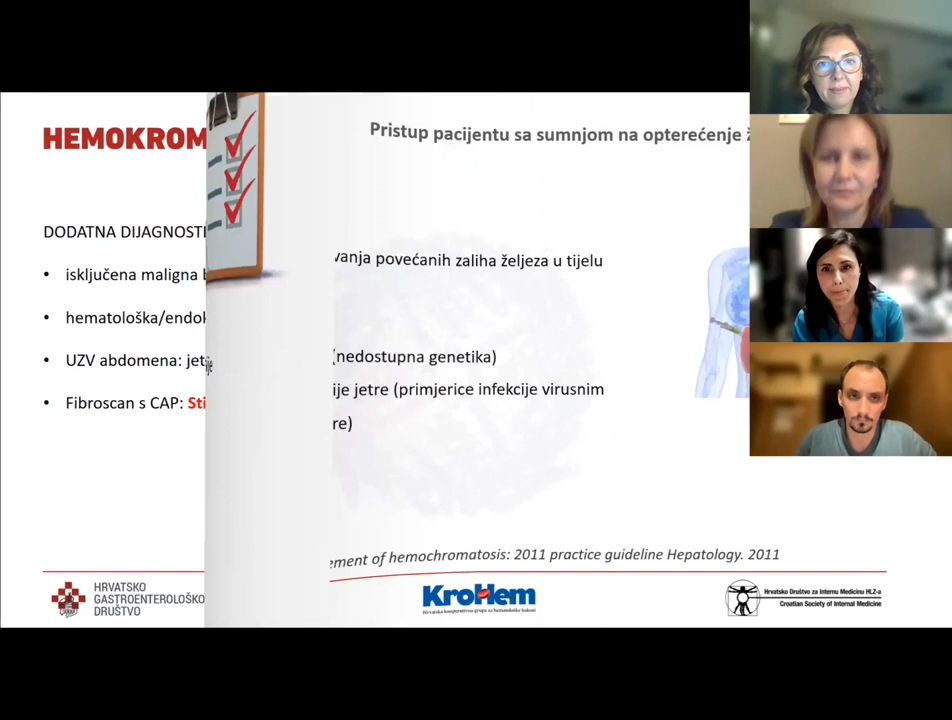 HEMOKROM
Pristup pacijentu sa sumnjom na opterećenje
DODATNA DIJAGNOSTI
vanja povećanih zaliha željeza u tijelu
• isključena maligna b
• hematološka/endok
• UZV abdomena: jet
(nedostupna genetika)
• Fibroscan s CAP: Sti
ije jetre (primjerice infekcije virusnim
re)
ement of hemochromatosis: 2011 practice guideline Hepatology. 2011
HRVATSKO
GASTROENTEROLOŠKO
DRUŠTVO
KroHem
Hrvatska kooperativna grupa za hematološke bolesti
Hrvatsko Društvo za Internu Medicinu HLZ-a
Croatian Society of Internal Medicine